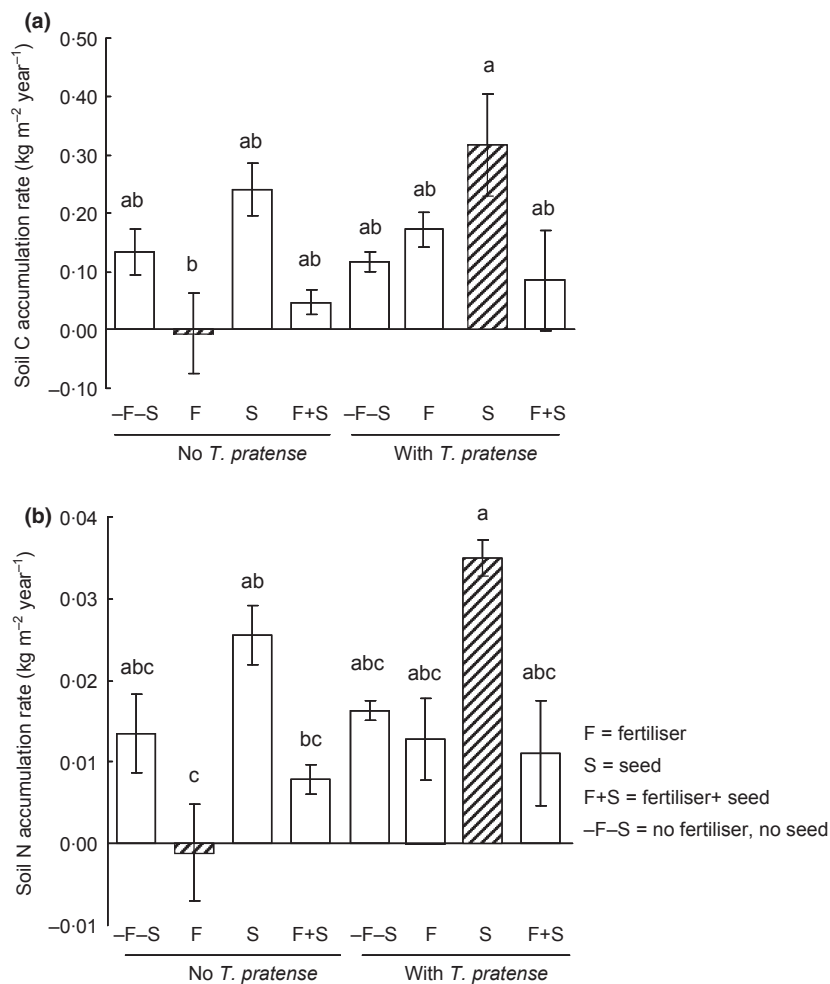 (a)
Soil C accumulation rate (kg m⁻² year⁻¹)
0·50
0·40
0·30
0·20
0·10
0·00
–0·10
ab b ab ab ab ab a ab
–F–S F S F+S –F–S F S F+S
No T. pratense With T. pratense
(b)
Soil N accumulation rate (kg m⁻² year⁻¹)
0·04
0·03
0·02
0·01
0·00
–0·01
abc c ab bc abc abc a abc
–F–S F S F+S –F–S F S F+S
No T. pratense With T. pratense
F = fertiliser
S = seed
F+S = fertiliser+ seed
–F–S = no fertiliser, no seed